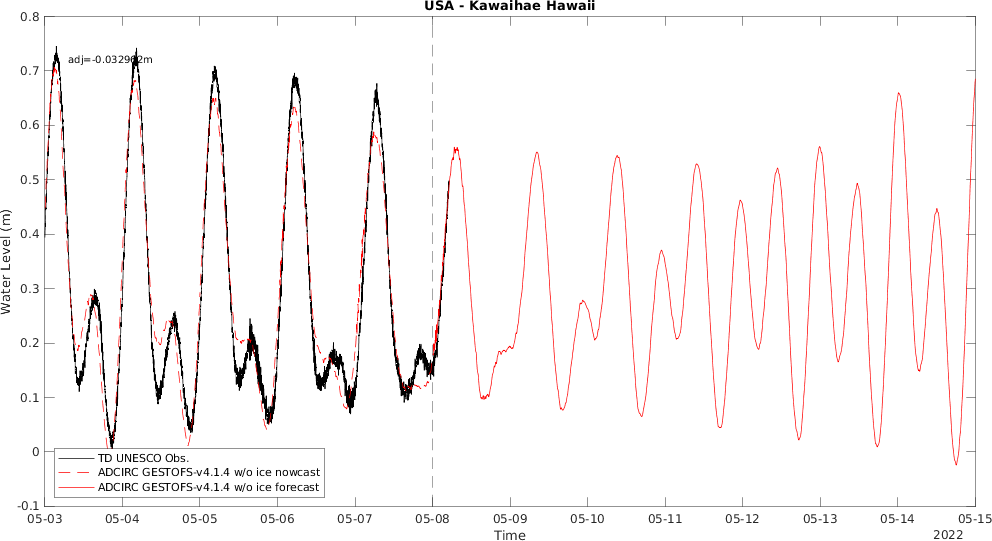 USA - Kawaihae Hawaii
0.8
0.7
0.6
0.5
0.4
0.3
0.2
0.1
0
-0.1
Water Level (m)
adj=-0.032962m
TD UNESCO Obs.
ADCIRC GESTOFS-v4.1.4 w/o ice nowcast
ADCIRC GESTOFS-v4.1.4 w/o ice forecast
05-03 05-04 05-05 05-06 05-07 05-08 05-09 05-10 05-11 05-12 05-13 05-14 05-15
Time
2022